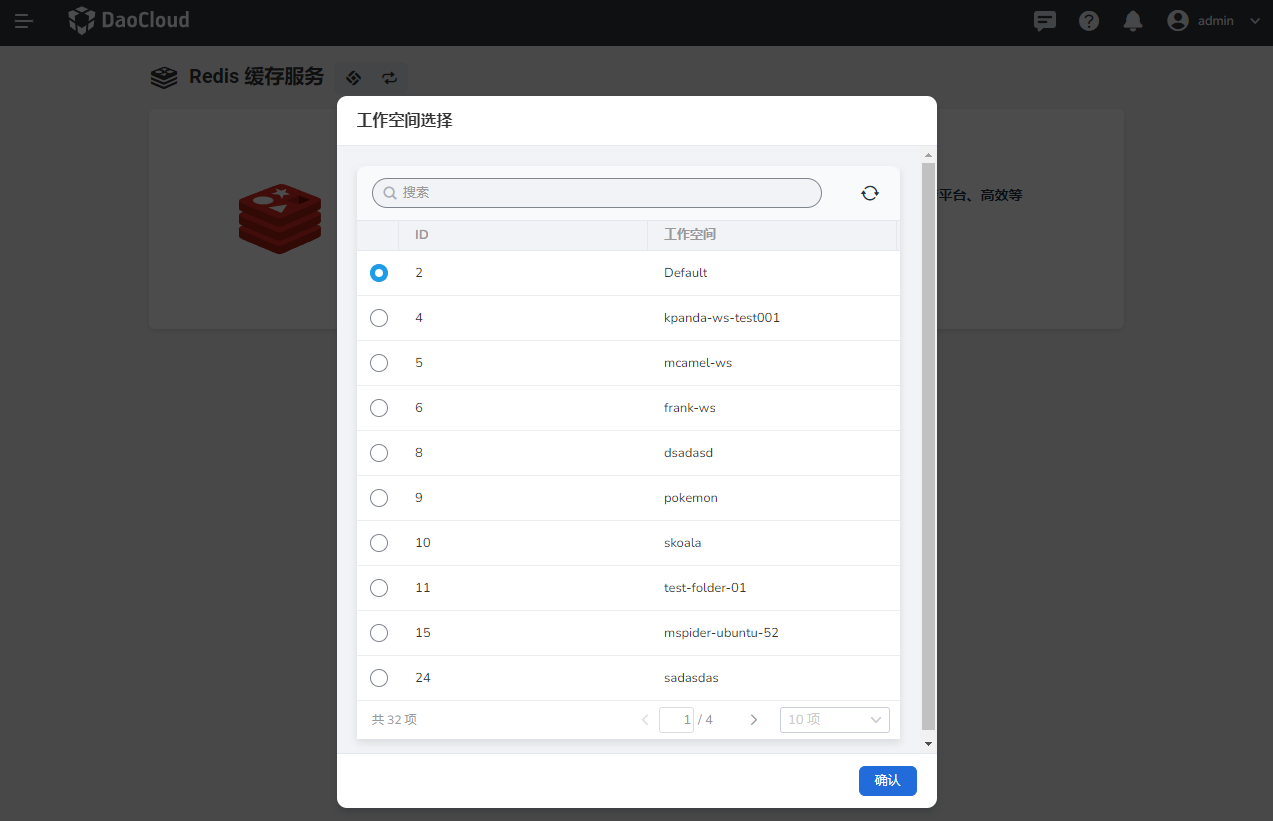 DaoCloud
admin
Redis 缓存服务
工作空间选择
搜索
平台、高效等
ID 工作空间
2 Default
4 kpanda-ws-test001
5 mcamel-ws
6 frank-ws
8 dsadasd
9 pokemon
10 skoala
11 test-folder-01
15 mspider-ubuntu-52
24 sadasdas
共 32 项 1 / 4 10 项
确认